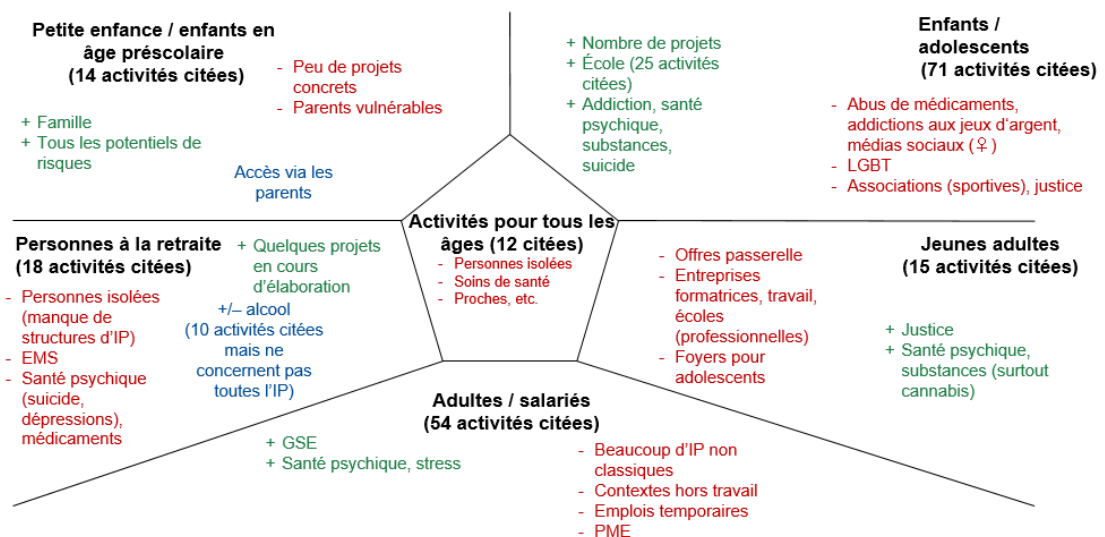 Petite enfance / enfants en
âge préscolaire
(14 activités citées)
- Peu de projets
concrets
- Parents vulnérables
+ Famille
+ Tous les potentiels de
risques
Accès via les
parents
+ Nombre de projets
+ École (25 activités
citées)
+ Addiction, santé
psychique,
substances,
suicide
Enfants /
adolescents
(71 activités citées)
- Abus de médicaments,
addictions aux jeux d'argent,
médias sociaux (♀)
- LGBT
- Associations (sportives), justice
Activités pour tous les
âges (12 citées)
- Personnes isolées
- Soins de santé
- Proches, etc.
Personnes à la retraite
(18 activités citées)
+ Quelques projets
en cours
d'élaboration
- Personnes isolées
(manque de
structures d'IP)
- EMS
- Santé psychique
(suicide,
dépressions),
médicaments
+/– alcool
(10 activités citées
mais ne
concernent pas
toutes l'IP)
- Offres passerelle
- Entreprises
formatrices, travail,
écoles
(professionnelles)
- Foyers pour
adolescents
Jeunes adultes
(15 activités citées)
+ Justice
+ Santé psychique,
substances (surtout
cannabis)
Adultes / salariés
(54 activités citées)
+ GSE
+ Santé psychique, stress
- Beaucoup d'IP non
classiques
- Contextes hors travail
- Emplois temporaires
- PME